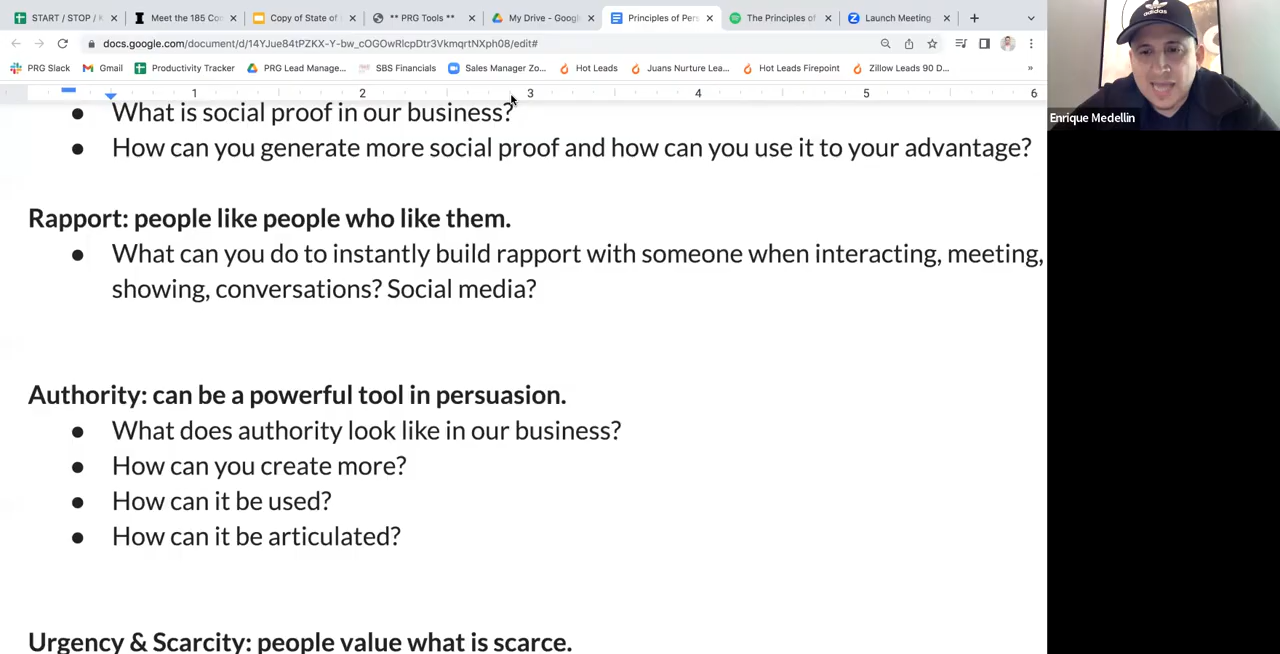 START / STOP / K
Meet the 185 Co
Copy of State of
** PRG Tools **
My Drive - Googl
Principles of Pers
The Principles of
Launch Meeting
docs.google.com/document/d/14YJue84tPZKX-Y-bw_cOGOwRlcpDtr3VkmqrtNXph08/edit#
PRG Slack
Gmail
Productivity Tracker
PRG Lead Manage...
SBS Financials
Sales Manager Zo...
Hot Leads
Juans Nurture Lea...
Hot Leads Firepoint
Zillow Leads 90 D...
1 2 3 4 5 6
adidas
Enrique Medellin
● What is social proof in our business?
● How can you generate more social proof and how can you use it to your advantage?
Rapport: people like people who like them.
● What can you do to instantly build rapport with someone when interacting, meeting,
showing, conversations? Social media?
Authority: can be a powerful tool in persuasion.
● What does authority look like in our business?
● How can you create more?
● How can it be used?
● How can it be articulated?
Urgency & Scarcity: people value what is scarce.